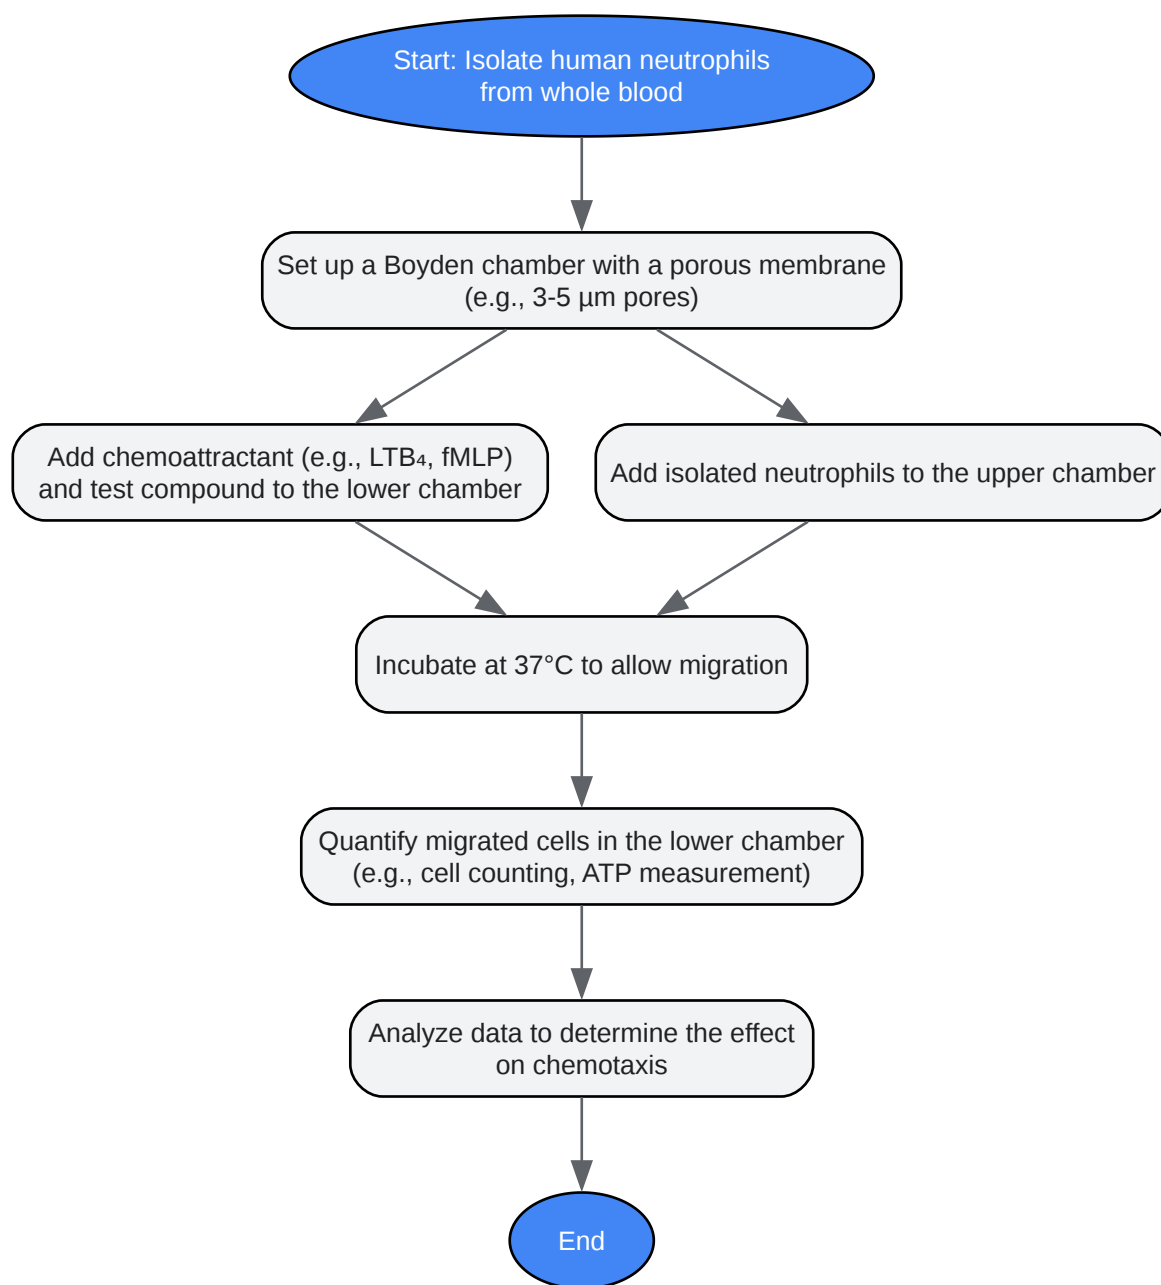 Start: Isolate human neutrophils
from whole blood
Set up a Boyden chamber with a porous membrane
(e.g., 3-5 µm pores)
Add chemoattractant (e.g., LTB₄, fMLP)
and test compound to the lower chamber
Add isolated neutrophils to the upper chamber
Incubate at 37°C to allow migration
Quantify migrated cells in the lower chamber
(e.g., cell counting, ATP measurement)
Analyze data to determine the effect
on chemotaxis
End